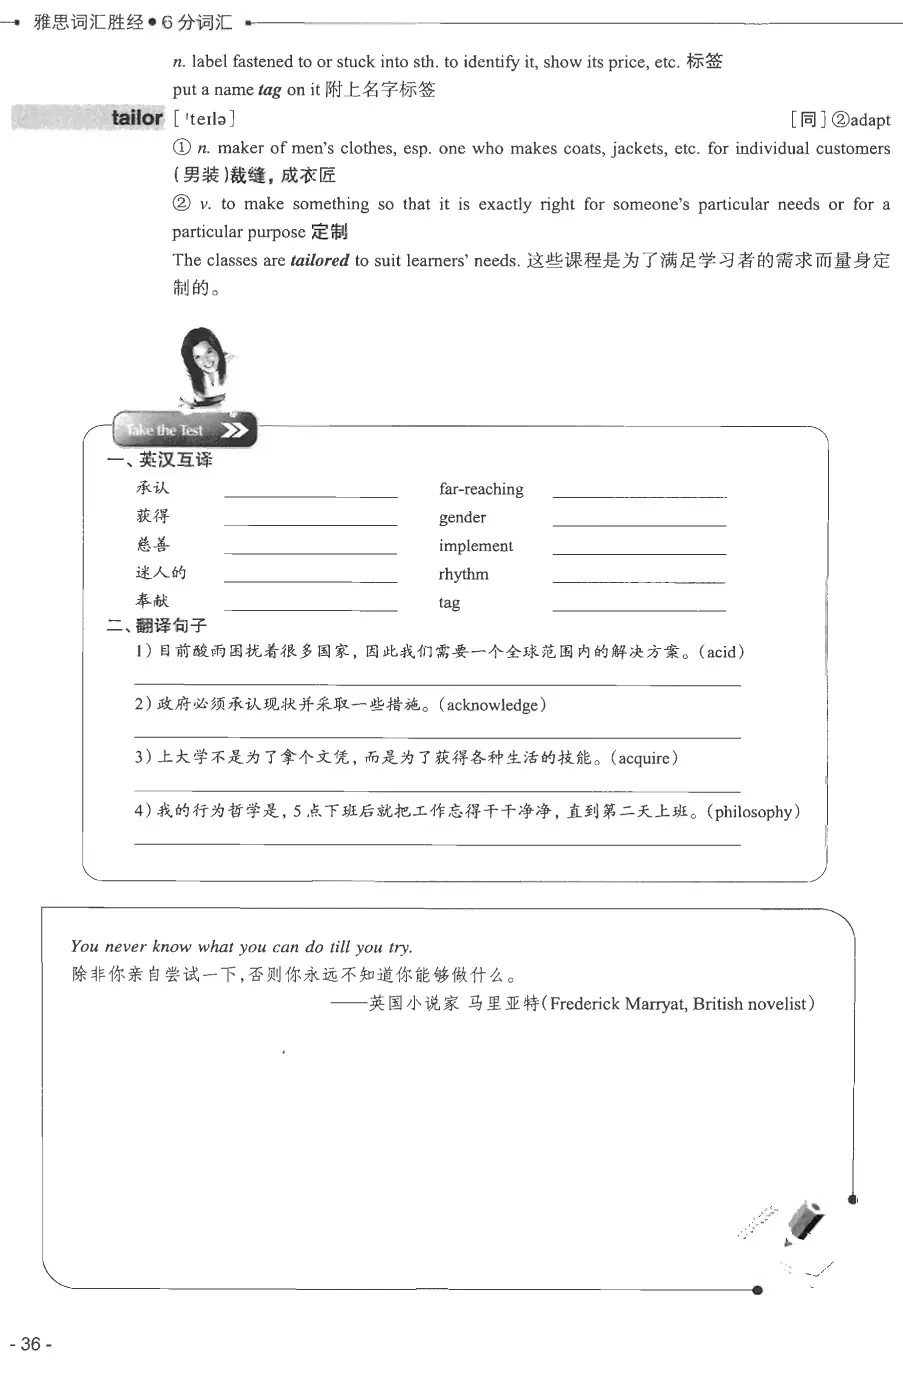 雅思词汇胜经●6分词汇
n. label fastened to or stuck into sth. to identify it, show its price, etc. 标签
put a name tag on it 附上名字标签
tailor [ˈteɪlə] [同]②adapt
① n. maker of men's clothes, esp. one who makes coats, jackets, etc. for individual customers
(男装)裁缝,成衣匠
② v. to make something so that it is exactly right for someone's particular needs or for a
particular purpose 定制
The classes are tailored to suit learners' needs. 这些课程是为了满足学习者的需求而量身定
制的。
Take the Test
一、英汉互译
承认 far-reaching
获得 gender
慈善 implement
迷人的 rhythm
奉献 tag
二、翻译句子
1) 目前酸雨困扰着很多国家,因此我们需要一个全球范围内的解决方案。(acid)
2) 政府必须承认现状并采取一些措施。(acknowledge)
3) 上大学不是为了拿个文凭,而是为了获得各种生活的技能。(acquire)
4) 我的行为哲学是,5点下班后就把工作忘得干干净净,直到第二天上班。(philosophy)
You never know what you can do till you try.
除非你亲自尝试一下,否则你永远不知道你能够做什么。
——英国小说家 马里亚特(Frederick Marryat, British novelist)
- 36 -